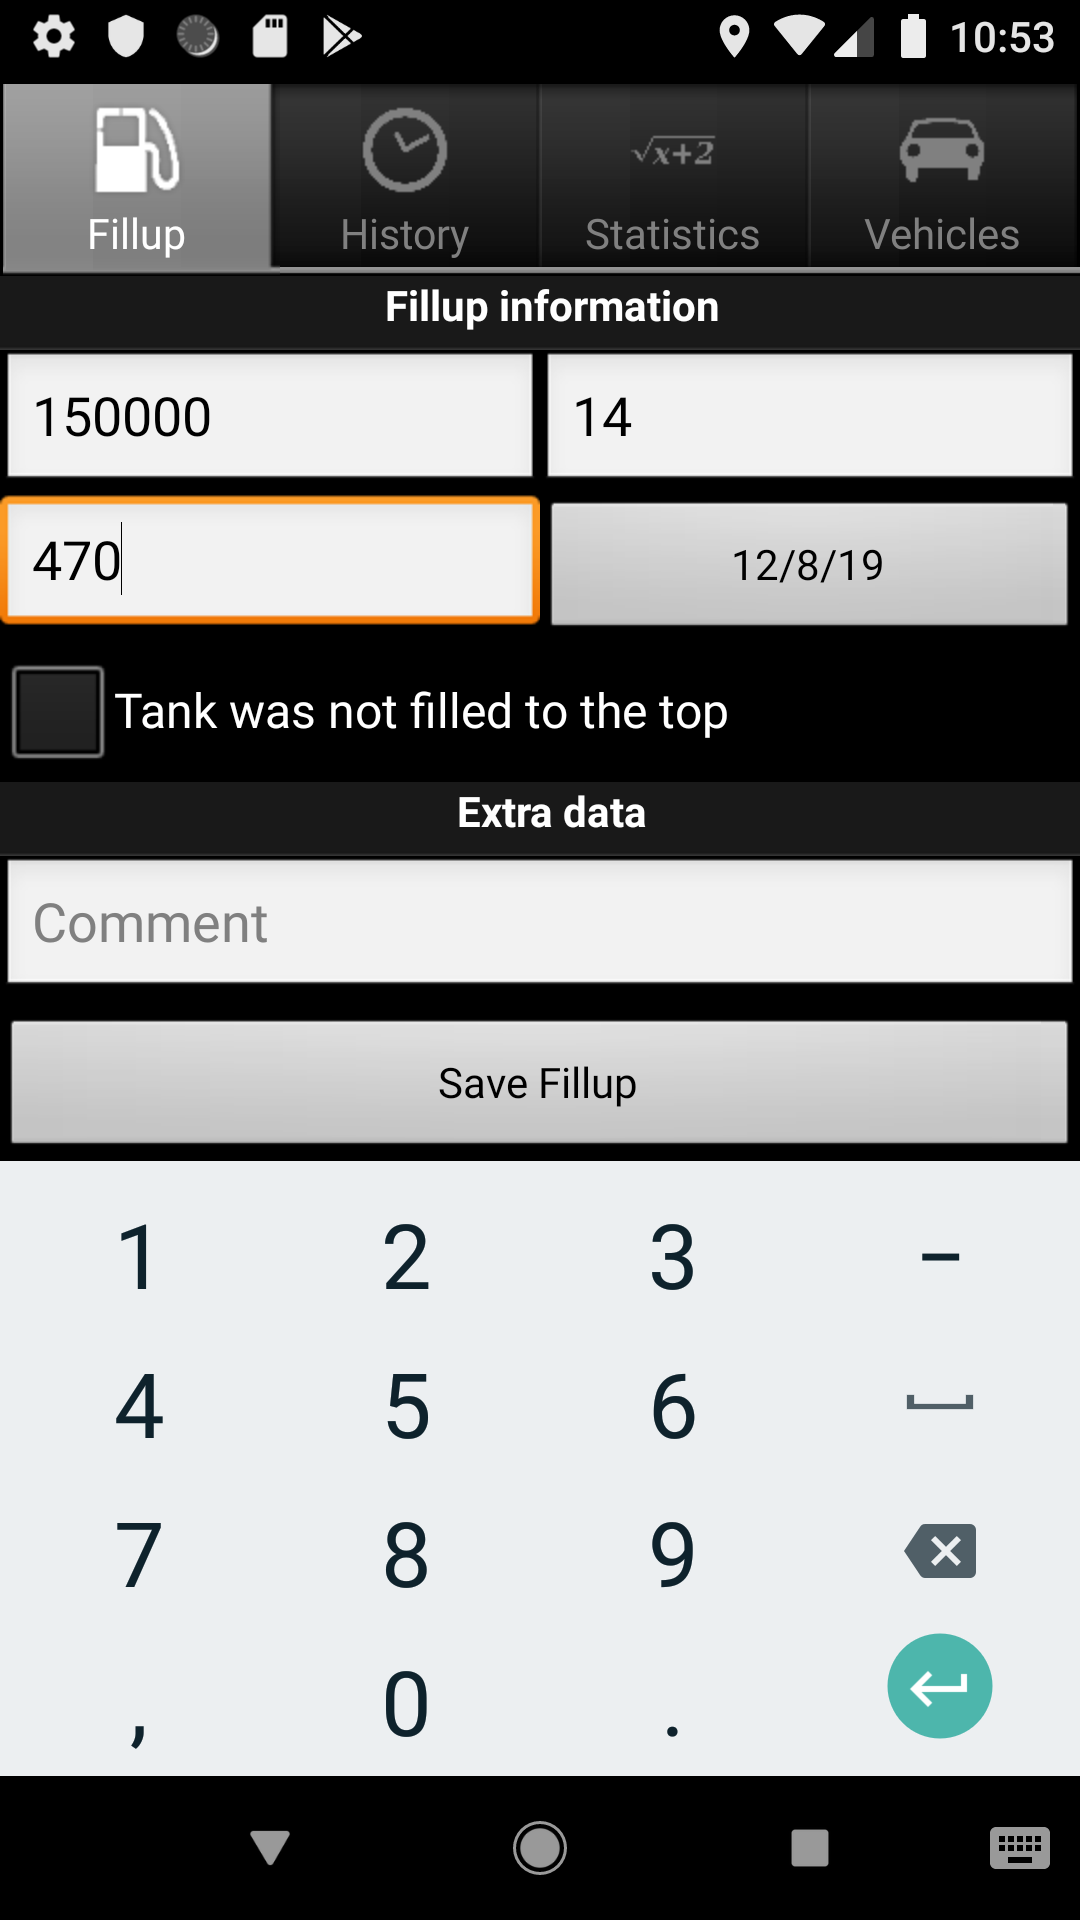 10:53
Fillup
History
√x+2
Statistics
Vehicles
Fillup information
150000
14
470
12/8/19
Tank was not filled to the top
Extra data
Comment
Save Fillup
1 2 3 –
4 5 6
7 8 9
, 0 .